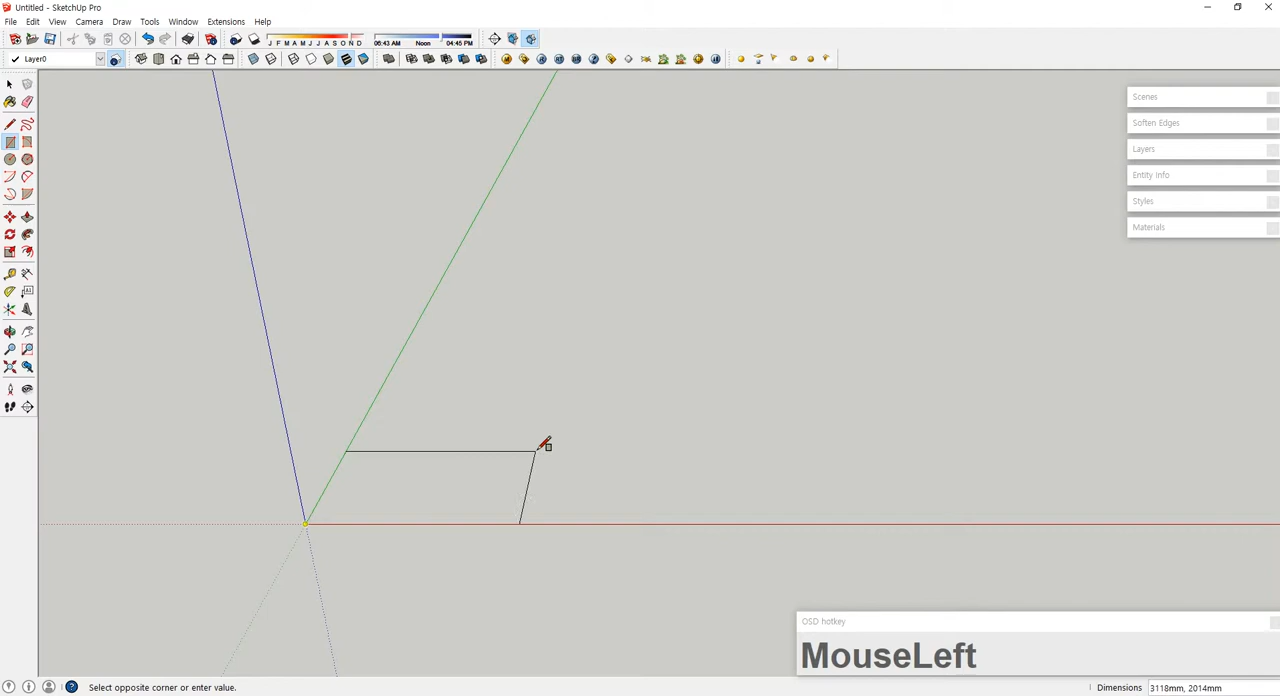 Untitled - SketchUp Pro
File Edit View Camera Draw Tools Window Extensions Help
J F M A M J J A S O N D 06:43 AM Noon 04:45 PM
Layer0
Scenes
Soften Edges
Layers
Entity Info
Styles
Materials
OSD hotkey
MouseLeft
Select opposite corner or enter value. Dimensions 3118mm, 2014mm